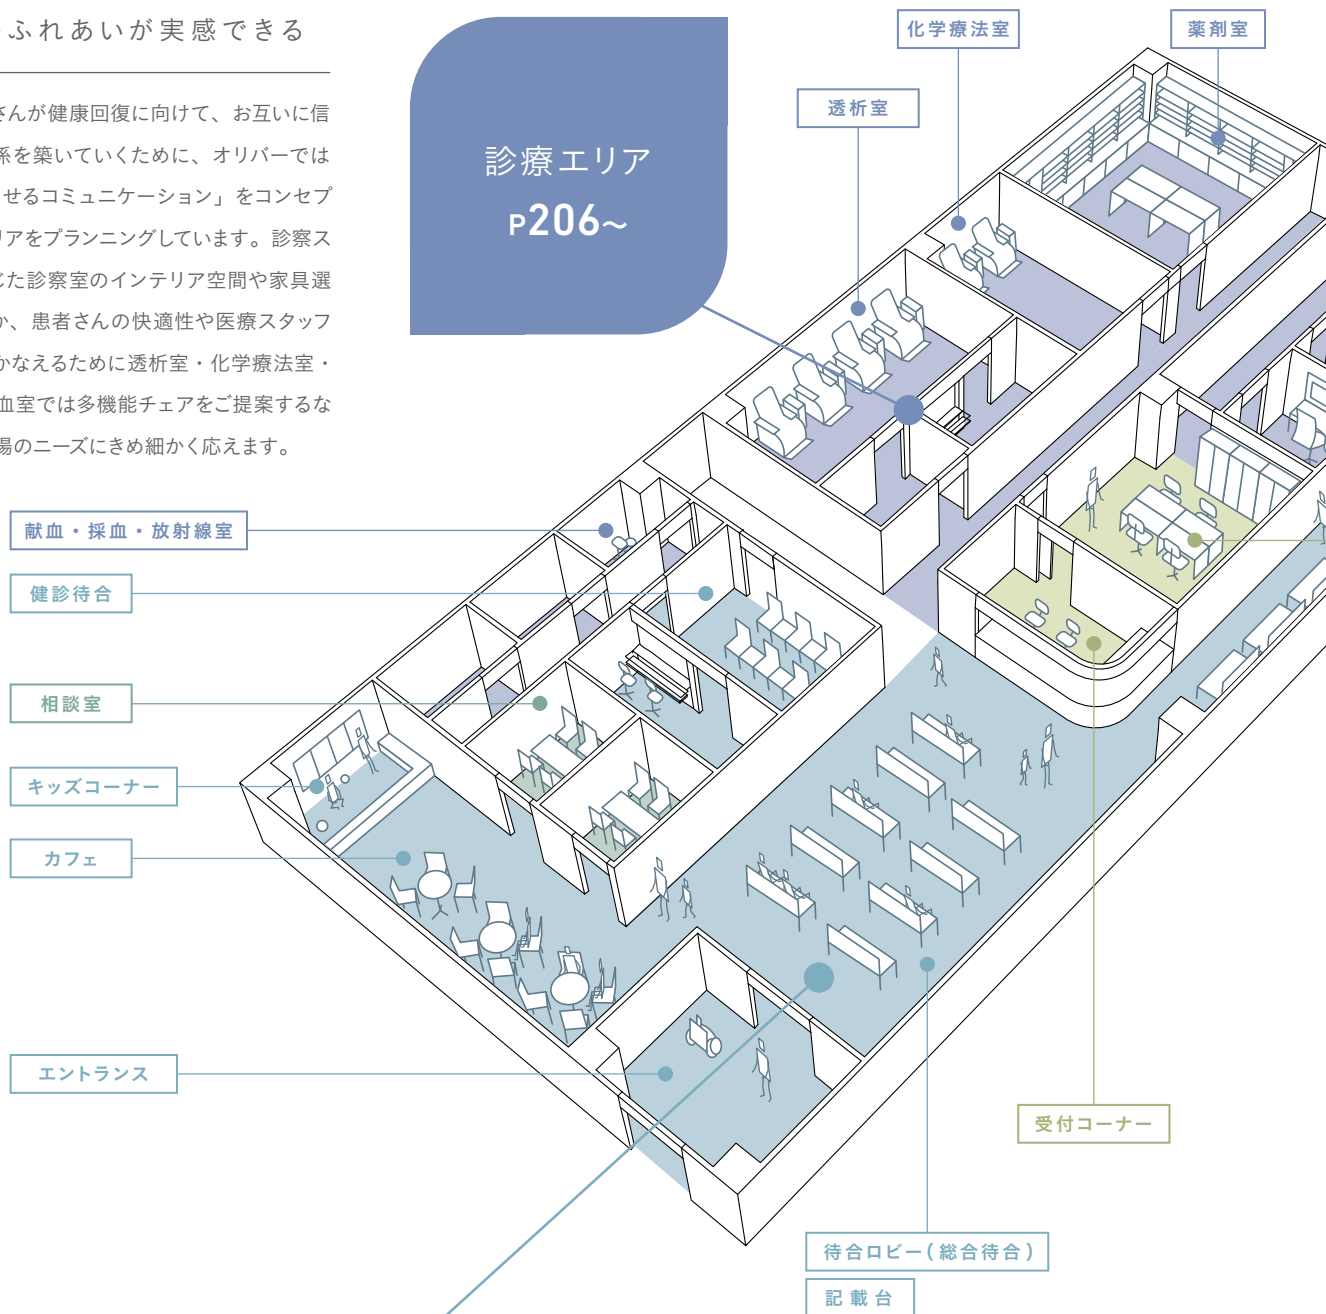 ふれあいが実感できる
さんが健康回復に向けて、お互いに信
係を築いていくために、オリバーでは
せるコミュニケーション」をコンセプ
リアをプランニングしています。診察ス
じた診察室のインテリア空間や家具選
か、患者さんの快適性や医療スタッフ
かなえるために透析室・化学療法室・
血室では多機能チェアをご提案するな
場のニーズにきめ細かく応えます。
診療エリア
P206～
化学療法室
薬剤室
透析室
献血・採血・放射線室
健診待合
相談室
キッズコーナー
カフェ
エントランス
受付コーナー
待合ロビー(総合待合)
記載台